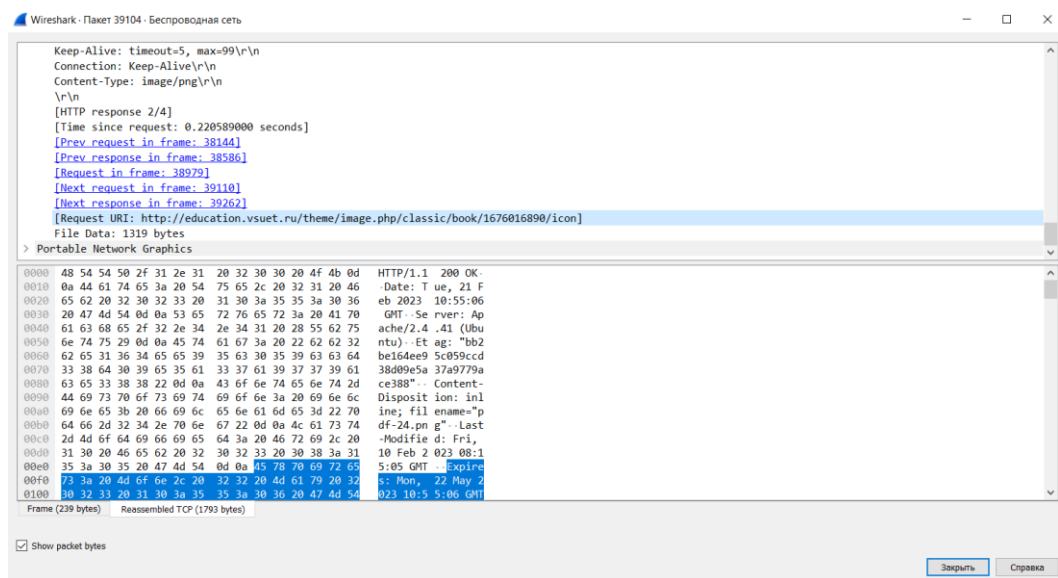 Wireshark · Пакет 39104 · Беспроводная сеть
Keep-Alive: timeout=5, max=99\r\n
Connection: Keep-Alive\r\n
Content-Type: image/png\r\n
\r\n
[HTTP response 2/4]
[Time since request: 0.220589000 seconds]
[Prev request in frame: 38144]
[Prev response in frame: 38586]
[Request in frame: 38979]
[Next request in frame: 39110]
[Next response in frame: 39262]
[Request URI: http://education.vsuet.ru/theme/image.php/classic/book/1676016890/icon]
File Data: 1319 bytes
> Portable Network Graphics
0000 48 54 54 50 2f 31 2e 31 20 32 30 30 20 4f 4b 0d HTTP/1.1 200 OK·
0010 0a 44 61 74 65 3a 20 54 75 65 2c 20 32 31 20 46 ·Date: T ue, 21 F
0020 65 62 20 32 30 32 33 20 31 30 3a 35 35 3a 30 36 eb 2023 10:55:06
0030 20 47 4d 54 0d 0a 53 65 72 76 65 72 3a 20 41 70 GMT··Se rver: Ap
0040 61 63 68 65 2f 32 2e 34 2e 34 31 20 28 55 62 75 ache/2.4 .41 (Ubu
0050 6e 74 75 29 0d 0a 45 74 61 67 3a 20 22 62 62 32 ntu)··Et ag: "bb2
0060 62 65 31 36 34 65 65 39 35 63 30 35 39 63 63 64 be164ee9 5c059ccd
0070 33 38 64 30 39 65 35 61 33 37 61 39 37 37 39 61 38d09e5a 37a9779a
0080 63 65 33 38 38 22 0d 0a 43 6f 6e 74 65 6e 74 2d ce388"·· Content-
0090 44 69 73 70 6f 73 69 74 69 6f 6e 3a 20 69 6e 6c Disposit ion: inl
00a0 69 6e 65 3b 20 66 69 6c 65 6e 61 6d 65 3d 22 70 ine; fil ename="p
00b0 64 66 2d 32 34 2e 70 6e 67 22 0d 0a 4c 61 73 74 df-24.pn g"··Last
00c0 2d 4d 6f 64 69 66 69 65 64 3a 20 46 72 69 2c 20 -Modifie d: Fri,
00d0 31 30 20 46 65 62 20 32 30 32 33 20 30 38 3a 31 10 Feb 2 023 08:1
00e0 35 3a 30 35 20 47 4d 54 0d 0a 45 78 70 69 72 65 5:05 GMT ··Expire
00f0 73 3a 20 4d 6f 6e 2c 20 32 32 20 4d 61 79 20 32 s: Mon, 22 May 2
0100 30 32 33 20 31 30 3a 35 35 3a 30 36 20 47 4d 54 023 10:5 5:06 GMT
Frame (239 bytes) Reassembled TCP (1793 bytes)
Show packet bytes
Закрыть Справка